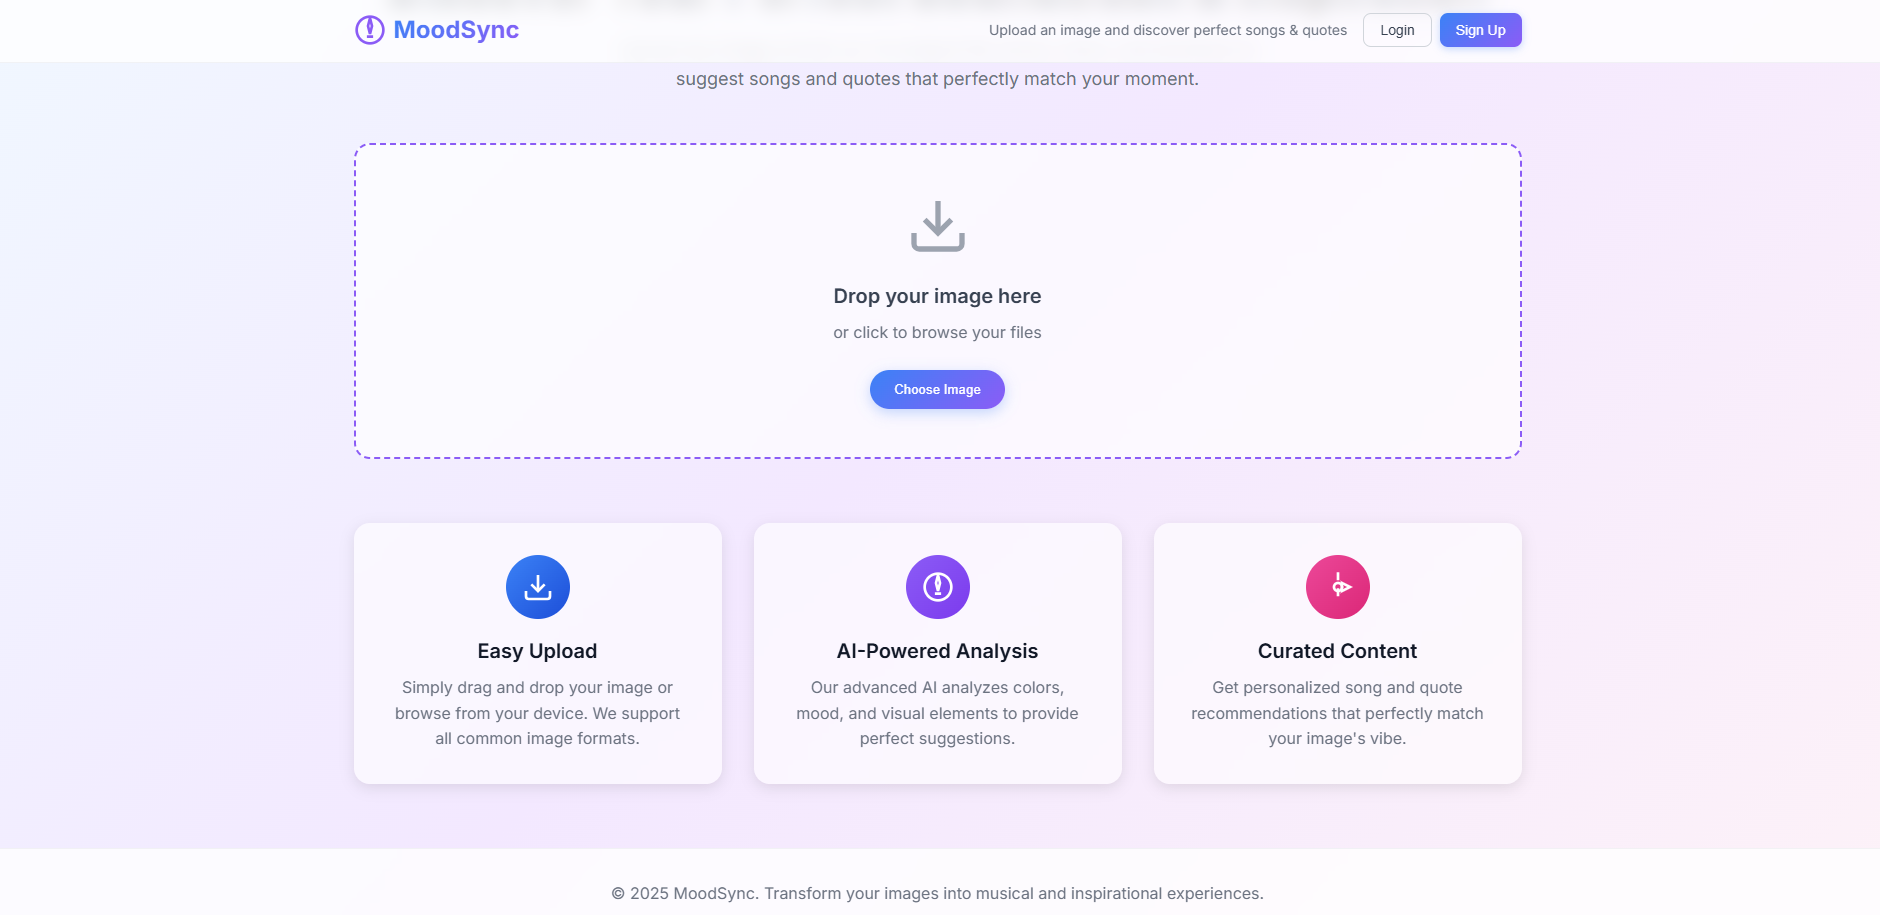 MoodSync
Upload an image and discover perfect songs & quotes
Login
Sign Up
suggest songs and quotes that perfectly match your moment.
Drop your image here
or click to browse your files
Choose Image
Easy Upload
Simply drag and drop your image or
browse from your device. We support
all common image formats.
AI-Powered Analysis
Our advanced AI analyzes colors,
mood, and visual elements to provide
perfect suggestions.
Curated Content
Get personalized song and quote
recommendations that perfectly match
your image's vibe.
© 2025 MoodSync. Transform your images into musical and inspirational experiences.